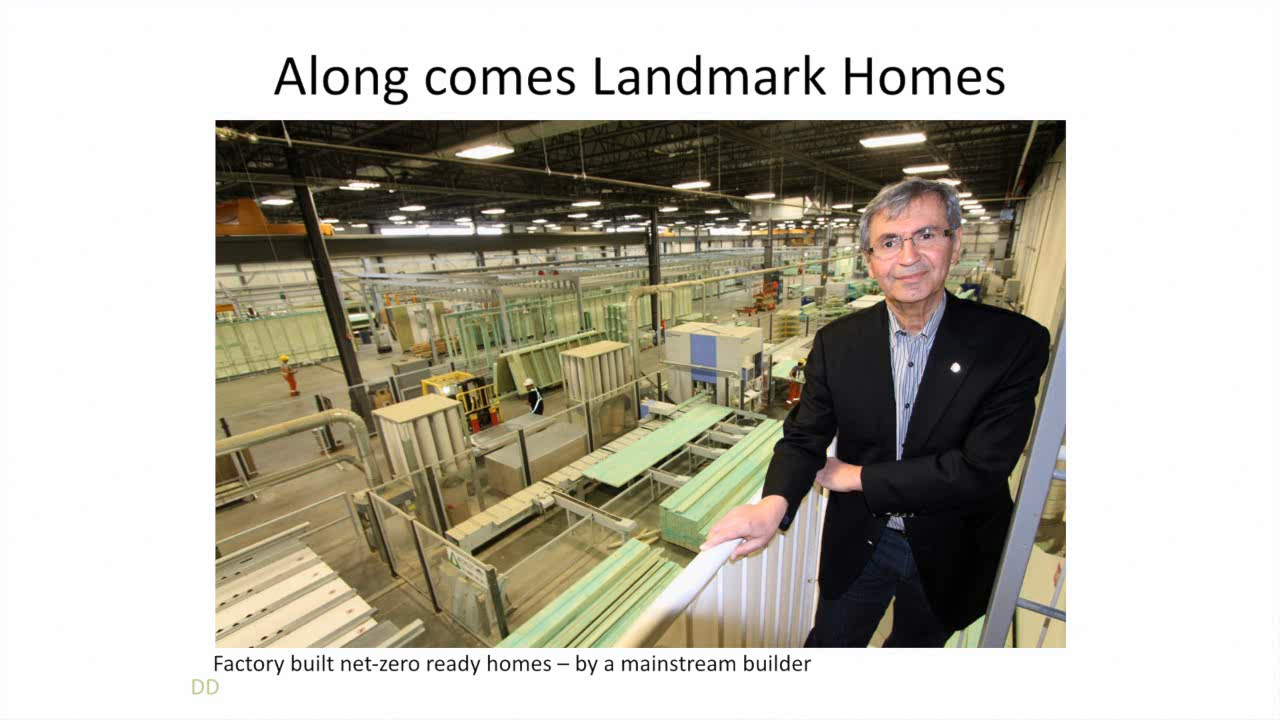 Along comes Landmark Homes
Factory built net-zero ready homes – by a mainstream builder
DD